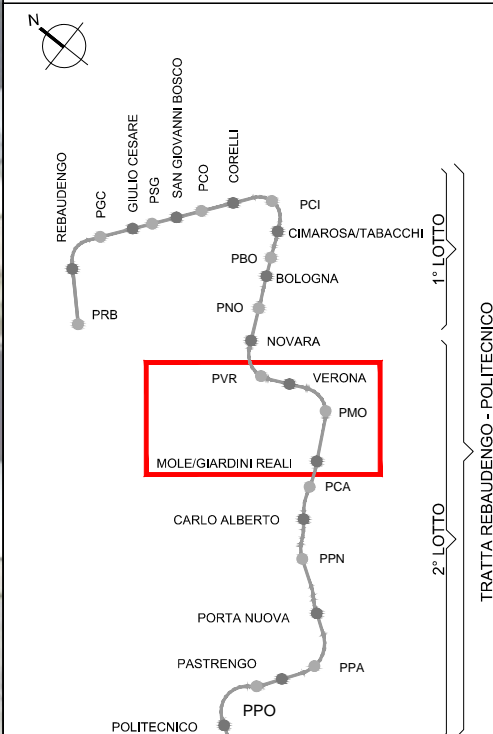 N
REBAUDENGO
PGC
GIULIO CESARE
PSG
SAN GIOVANNI BOSCO
PCO
CORELLI
PCI
CIMAROSA/TABACCHI
PBO
BOLOGNA
PRB
PNO
NOVARA
PVR
VERONA
PMO
MOLE/GIARDINI REALI
PCA
CARLO ALBERTO
PPN
PORTA NUOVA
PASTRENGO
PPA
PPO
POLITECNICO
1° LOTTO
2° LOTTO
TRATTA REBAUDENGO - POLITECNICO